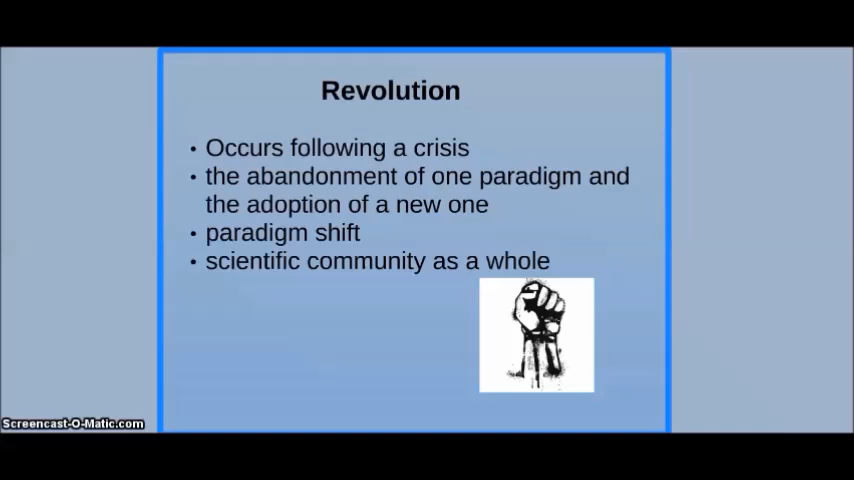 Revolution
• Occurs following a crisis
• the abandonment of one paradigm and
the adoption of a new one
• paradigm shift
• scientific community as a whole
Screencast-O-Matic.com